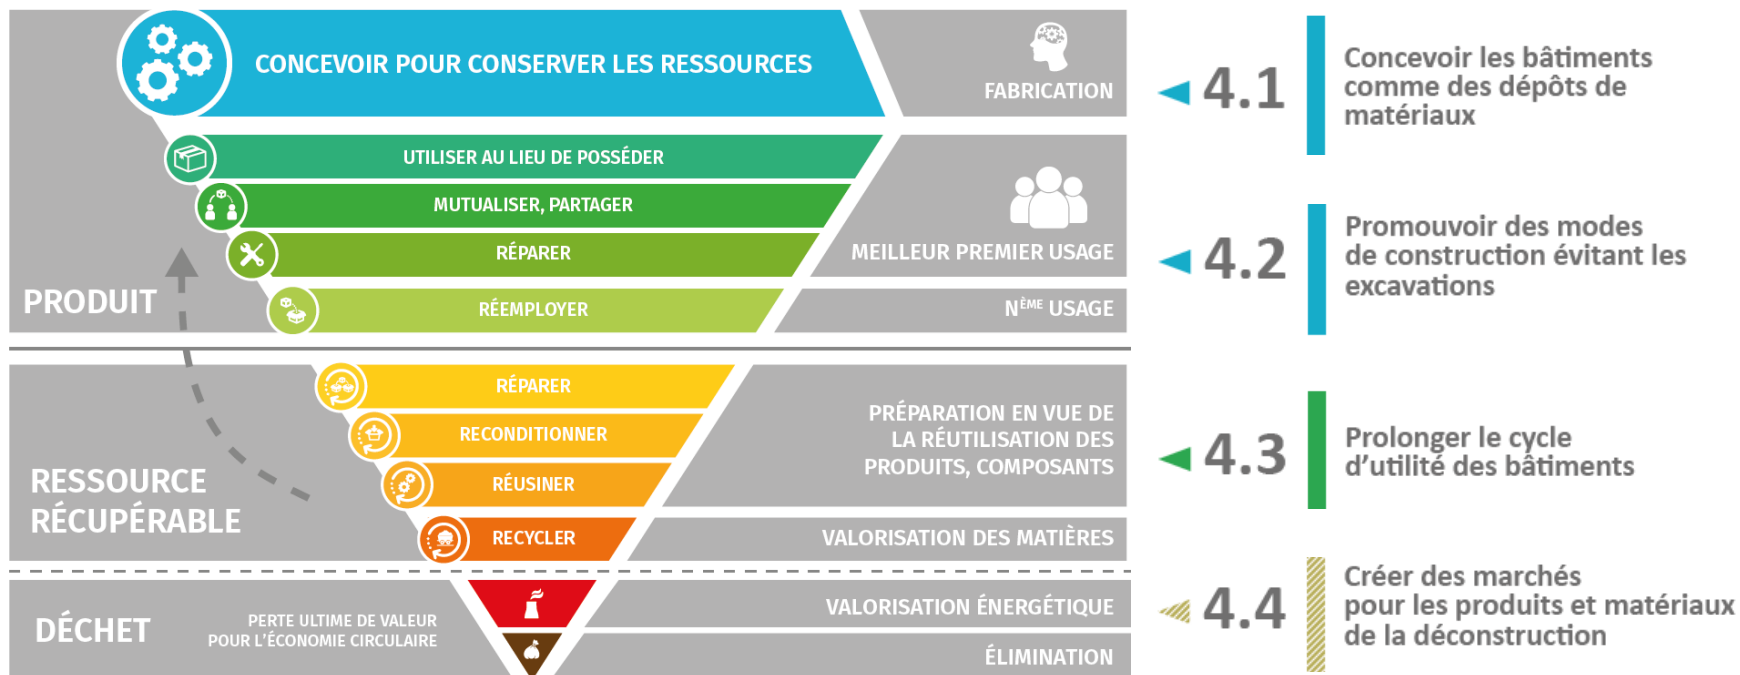 CONCEVOIR POUR CONSERVER LES RESSOURCES
FABRICATION
UTILISER AU LIEU DE POSSÉDER
MUTUALISER, PARTAGER
RÉPARER
MEILLEUR PREMIER USAGE
PRODUIT
RÉEMPLOYER
NÈME USAGE
RÉPARER
RECONDITIONNER
RÉUSINER
PRÉPARATION EN VUE DE
LA RÉUTILISATION DES
PRODUITS, COMPOSANTS
RESSOURCE
RÉCUPÉRABLE
RECYCLER
VALORISATION DES MATIÈRES
DÉCHET
PERTE ULTIME DE VALEUR
POUR L'ÉCONOMIE CIRCULAIRE
VALORISATION ÉNERGÉTIQUE
ÉLIMINATION
4.1
Concevoir les bâtiments
comme des dépôts de
matériaux
4.2
Promouvoir des modes
de construction évitant les
excavations
4.3
Prolonger le cycle
d'utilité des bâtiments
4.4
Créer des marchés
pour les produits et matériaux
de la déconstruction